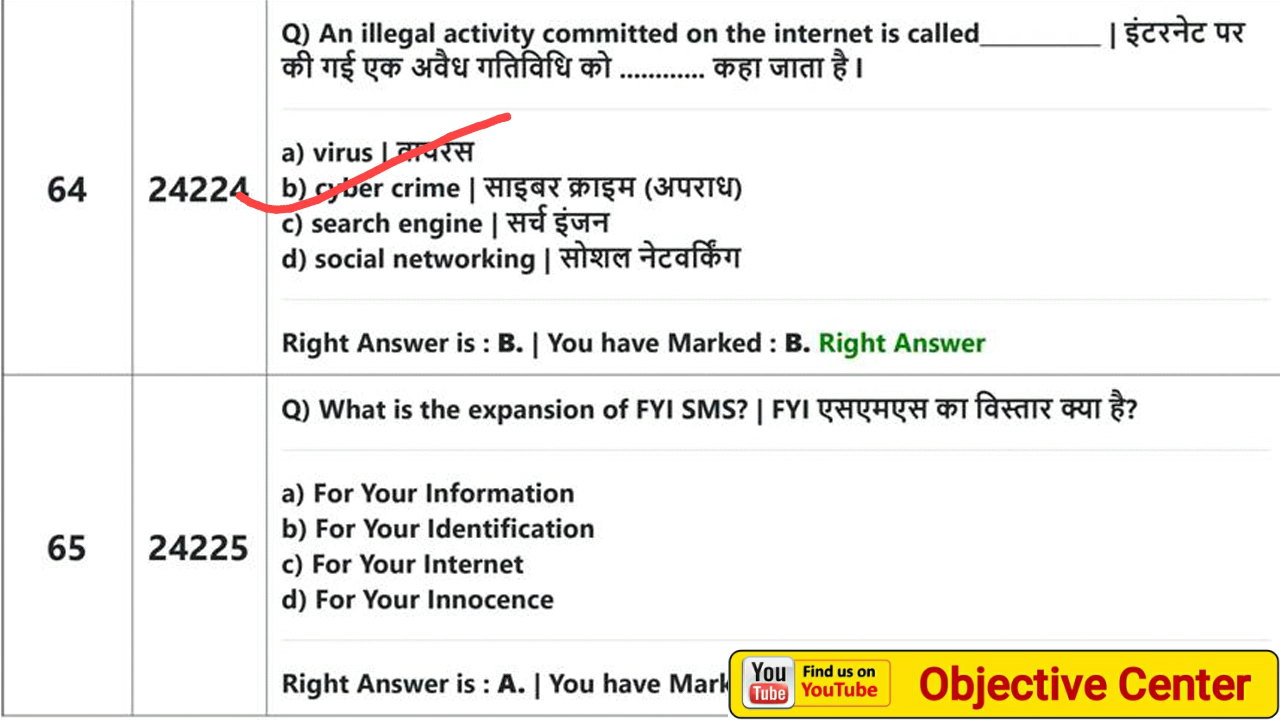 Q) An illegal activity committed on the internet is called__________ | इंटरनेट पर
की गई एक अवैध गतिविधि को ............ कहा जाता है I
64
24224
a) virus | वायरस
b) cyber crime | साइबर क्राइम (अपराध)
c) search engine | सर्च इंजन
d) social networking | सोशल नेटवर्किंग
Right Answer is : B. | You have Marked : B. Right Answer
Q) What is the expansion of FYI SMS? | FYI एसएमएस का विस्तार क्या है?
65
24225
a) For Your Information
b) For Your Identification
c) For Your Internet
d) For Your Innocence
Right Answer is : A. | You have Mark
You
Tube
Find us on
YouTube
Objective Center